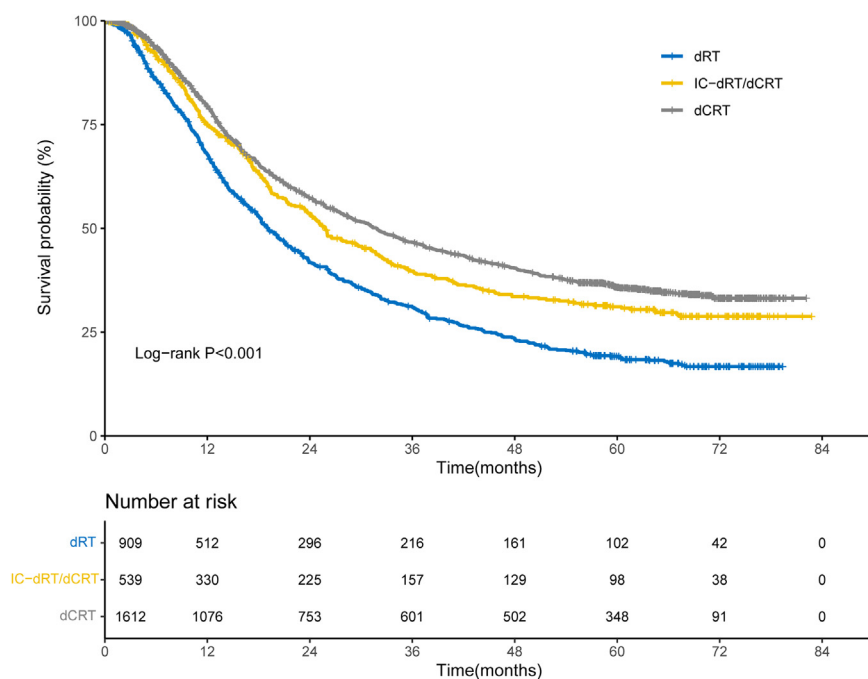 100
75
50
25
0
Survival probability (%)
dRT
IC-dRT/dCRT
dCRT
Log-rank P<0.001
0 12 24 36 48 60 72 84
Time(months)
Number at risk
dRT 909 512 296 216 161 102 42 0
IC-dRT/dCRT 539 330 225 157 129 98 38 0
dCRT 1612 1076 753 601 502 348 91 0
0 12 24 36 48 60 72 84
Time(months)